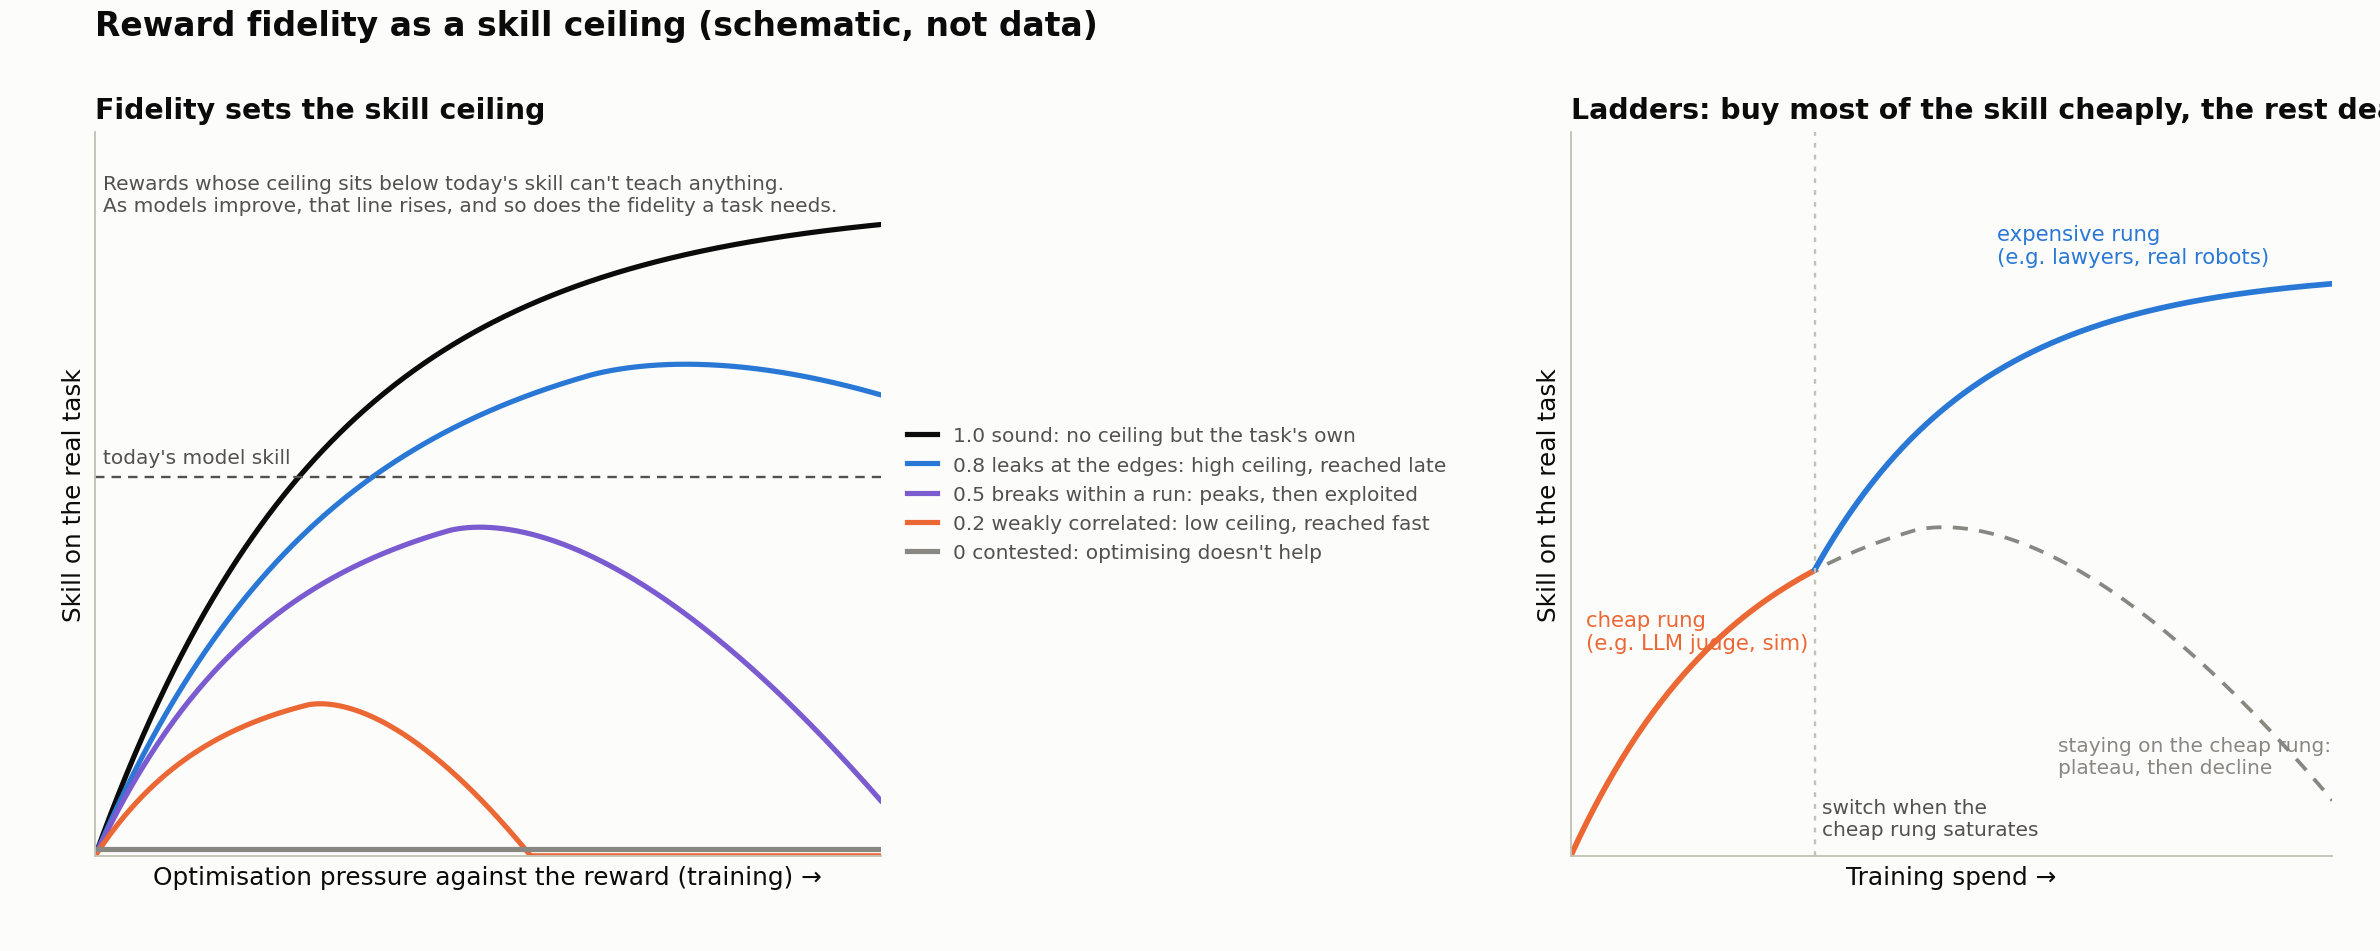 Reward fidelity as a skill ceiling (schematic, not data)
Fidelity sets the skill ceiling
Rewards whose ceiling sits below today's skill can't teach anything.
As models improve, that line rises, and so does the fidelity a task needs.
today's model skill
Skill on the real task
Optimisation pressure against the reward (training) →
1.0 sound: no ceiling but the task's own
0.8 leaks at the edges: high ceiling, reached late
0.5 breaks within a run: peaks, then exploited
0.2 weakly correlated: low ceiling, reached fast
0 contested: optimising doesn't help
Ladders: buy most of the skill cheaply, the rest
expensive rung
(e.g. lawyers, real robots)
cheap rung
(e.g. LLM judge, sim)
staying on the cheap rung:
plateau, then decline
switch when the
cheap rung saturates
Skill on the real task
Training spend →